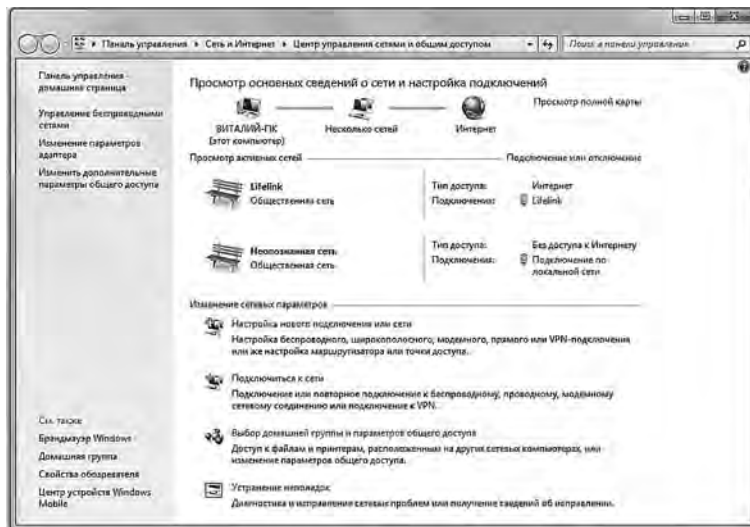 Панель управления ▸ Сеть и Интернет ▸ Центр управления сетями и общим доступом
Поиск в панели управления
Панель управления -
домашняя страница
Управление беспроводными
сетями
Изменение параметров
адаптера
Изменить дополнительные
параметры общего доступа
Просмотр основных сведений о сети и настройка подключений
ВИТАЛИЙ-ПК
(этот компьютер)
Несколько сетей
Интернет
Просмотр полной карты
Просмотр активных сетей
Подключение или отключение
Lifelink
Общественная сеть
Тип доступа: Интернет
Подключения: Lifelink
Неопознанная сеть
Общественная сеть
Тип доступа: Без доступа к Интернету
Подключения: Подключение по
локальной сети
Изменение сетевых параметров
Настройка нового подключения или сети
Настройка беспроводного, широкополосного, модемного, прямого или VPN-подключения
или же настройка маршрутизатора или точки доступа.
Подключиться к сети
Подключение или повторное подключение к беспроводному, проводному, модемному
сетевому соединению или подключение к VPN.
Выбор домашней группы и параметров общего доступа
Доступ к файлам и принтерам, расположенным на других сетевых компьютерах, или
изменение параметров общего доступа.
Устранение неполадок
Диагностика и исправление сетевых проблем или получение сведений об исправлении.
См. также
Брандмауэр Windows
Домашняя группа
Свойства обозревателя
Центр устройств Windows
Mobile